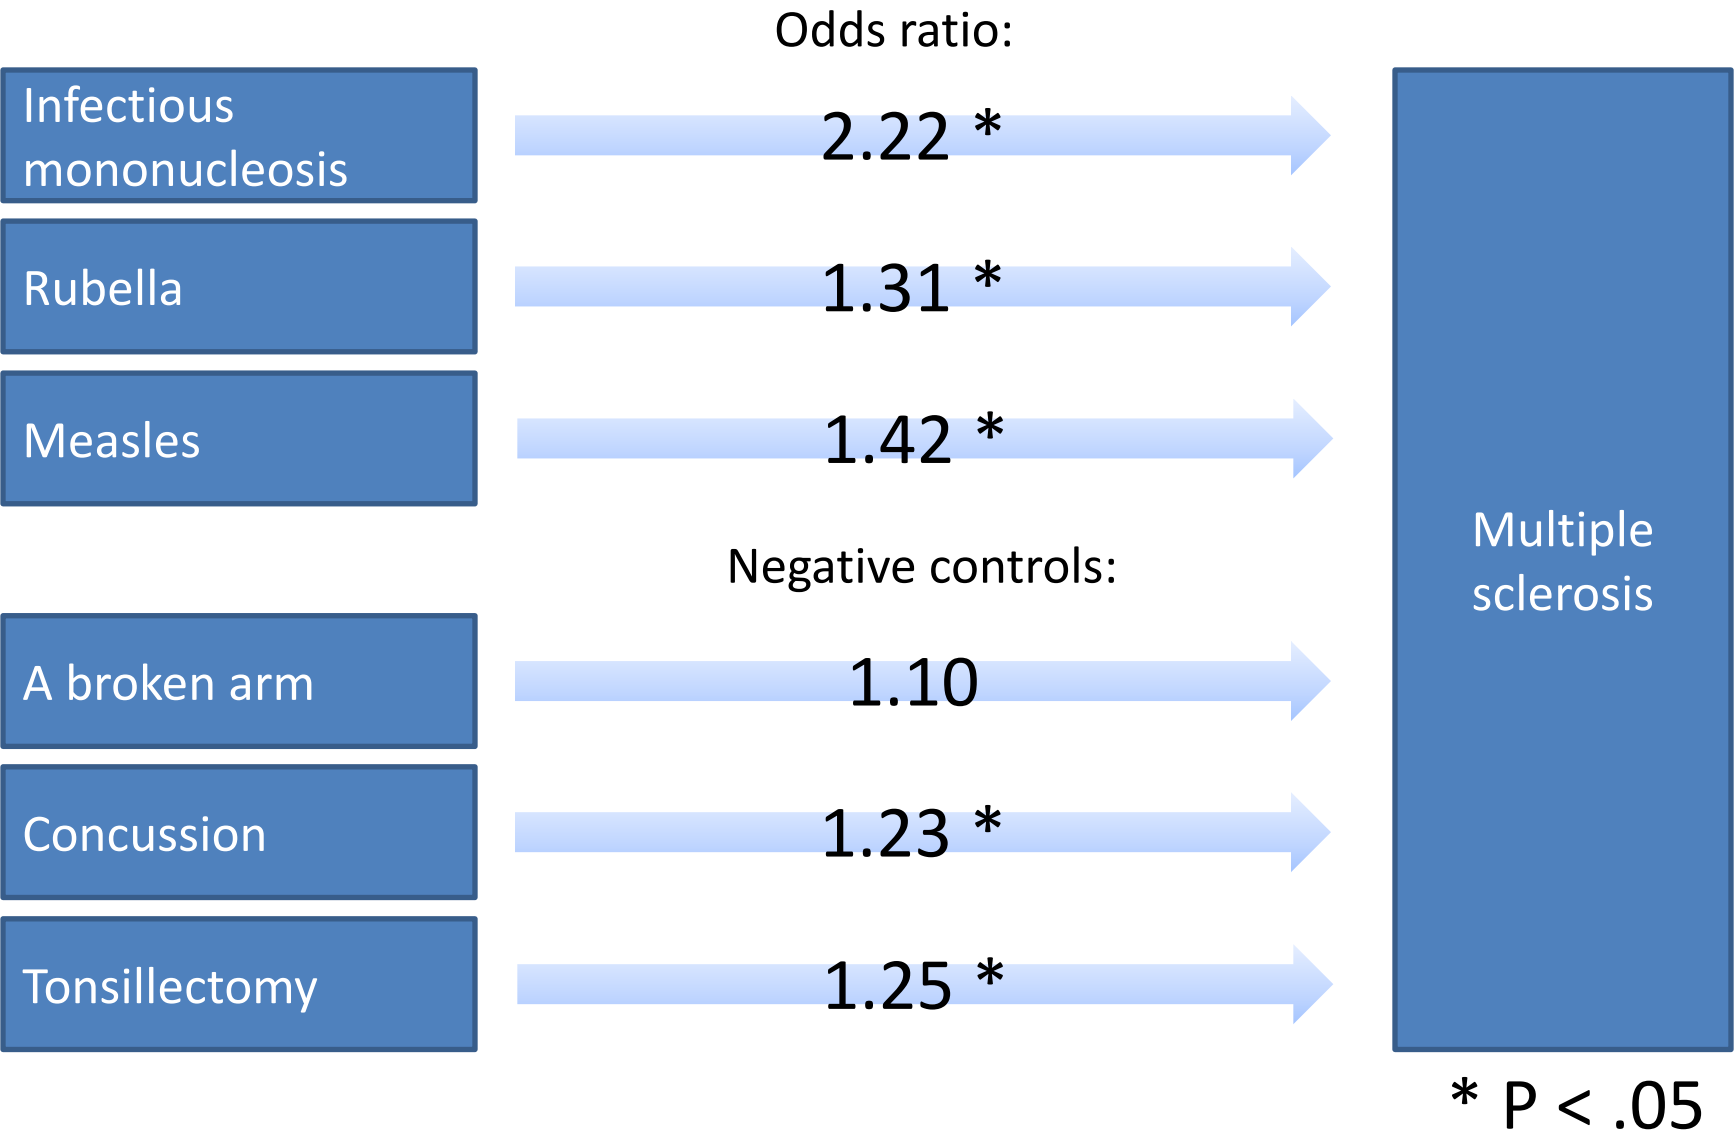 Odds ratio:
Infectious
mononucleosis
2.22 *
Rubella
1.31 *
Measles
1.42 *
Negative controls:
A broken arm
1.10
Concussion
1.23 *
Tonsillectomy
1.25 *
Multiple
sclerosis
* P < .05